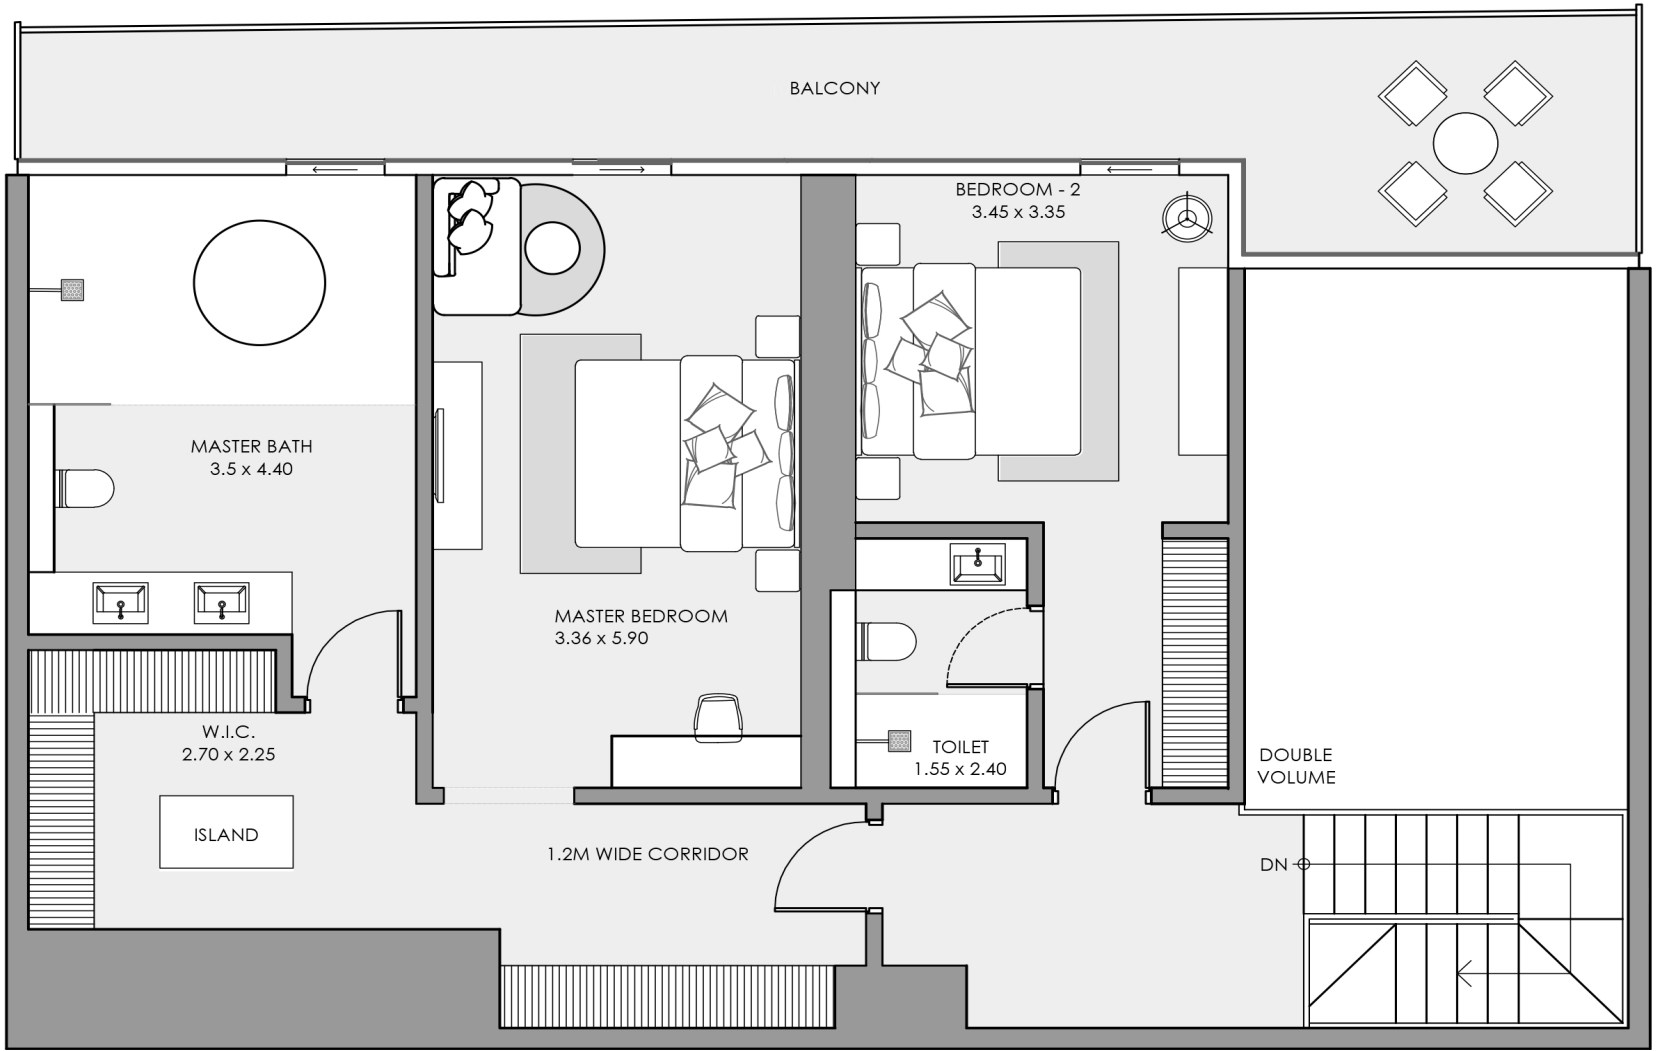 BALCONY
BEDROOM - 2
3.45 x 3.35
MASTER BATH
3.5 x 4.40
MASTER BEDROOM
3.36 x 5.90
W.I.C.
2.70 x 2.25
TOILET
1.55 x 2.40
DOUBLE
VOLUME
ISLAND
1.2M WIDE CORRIDOR
DN